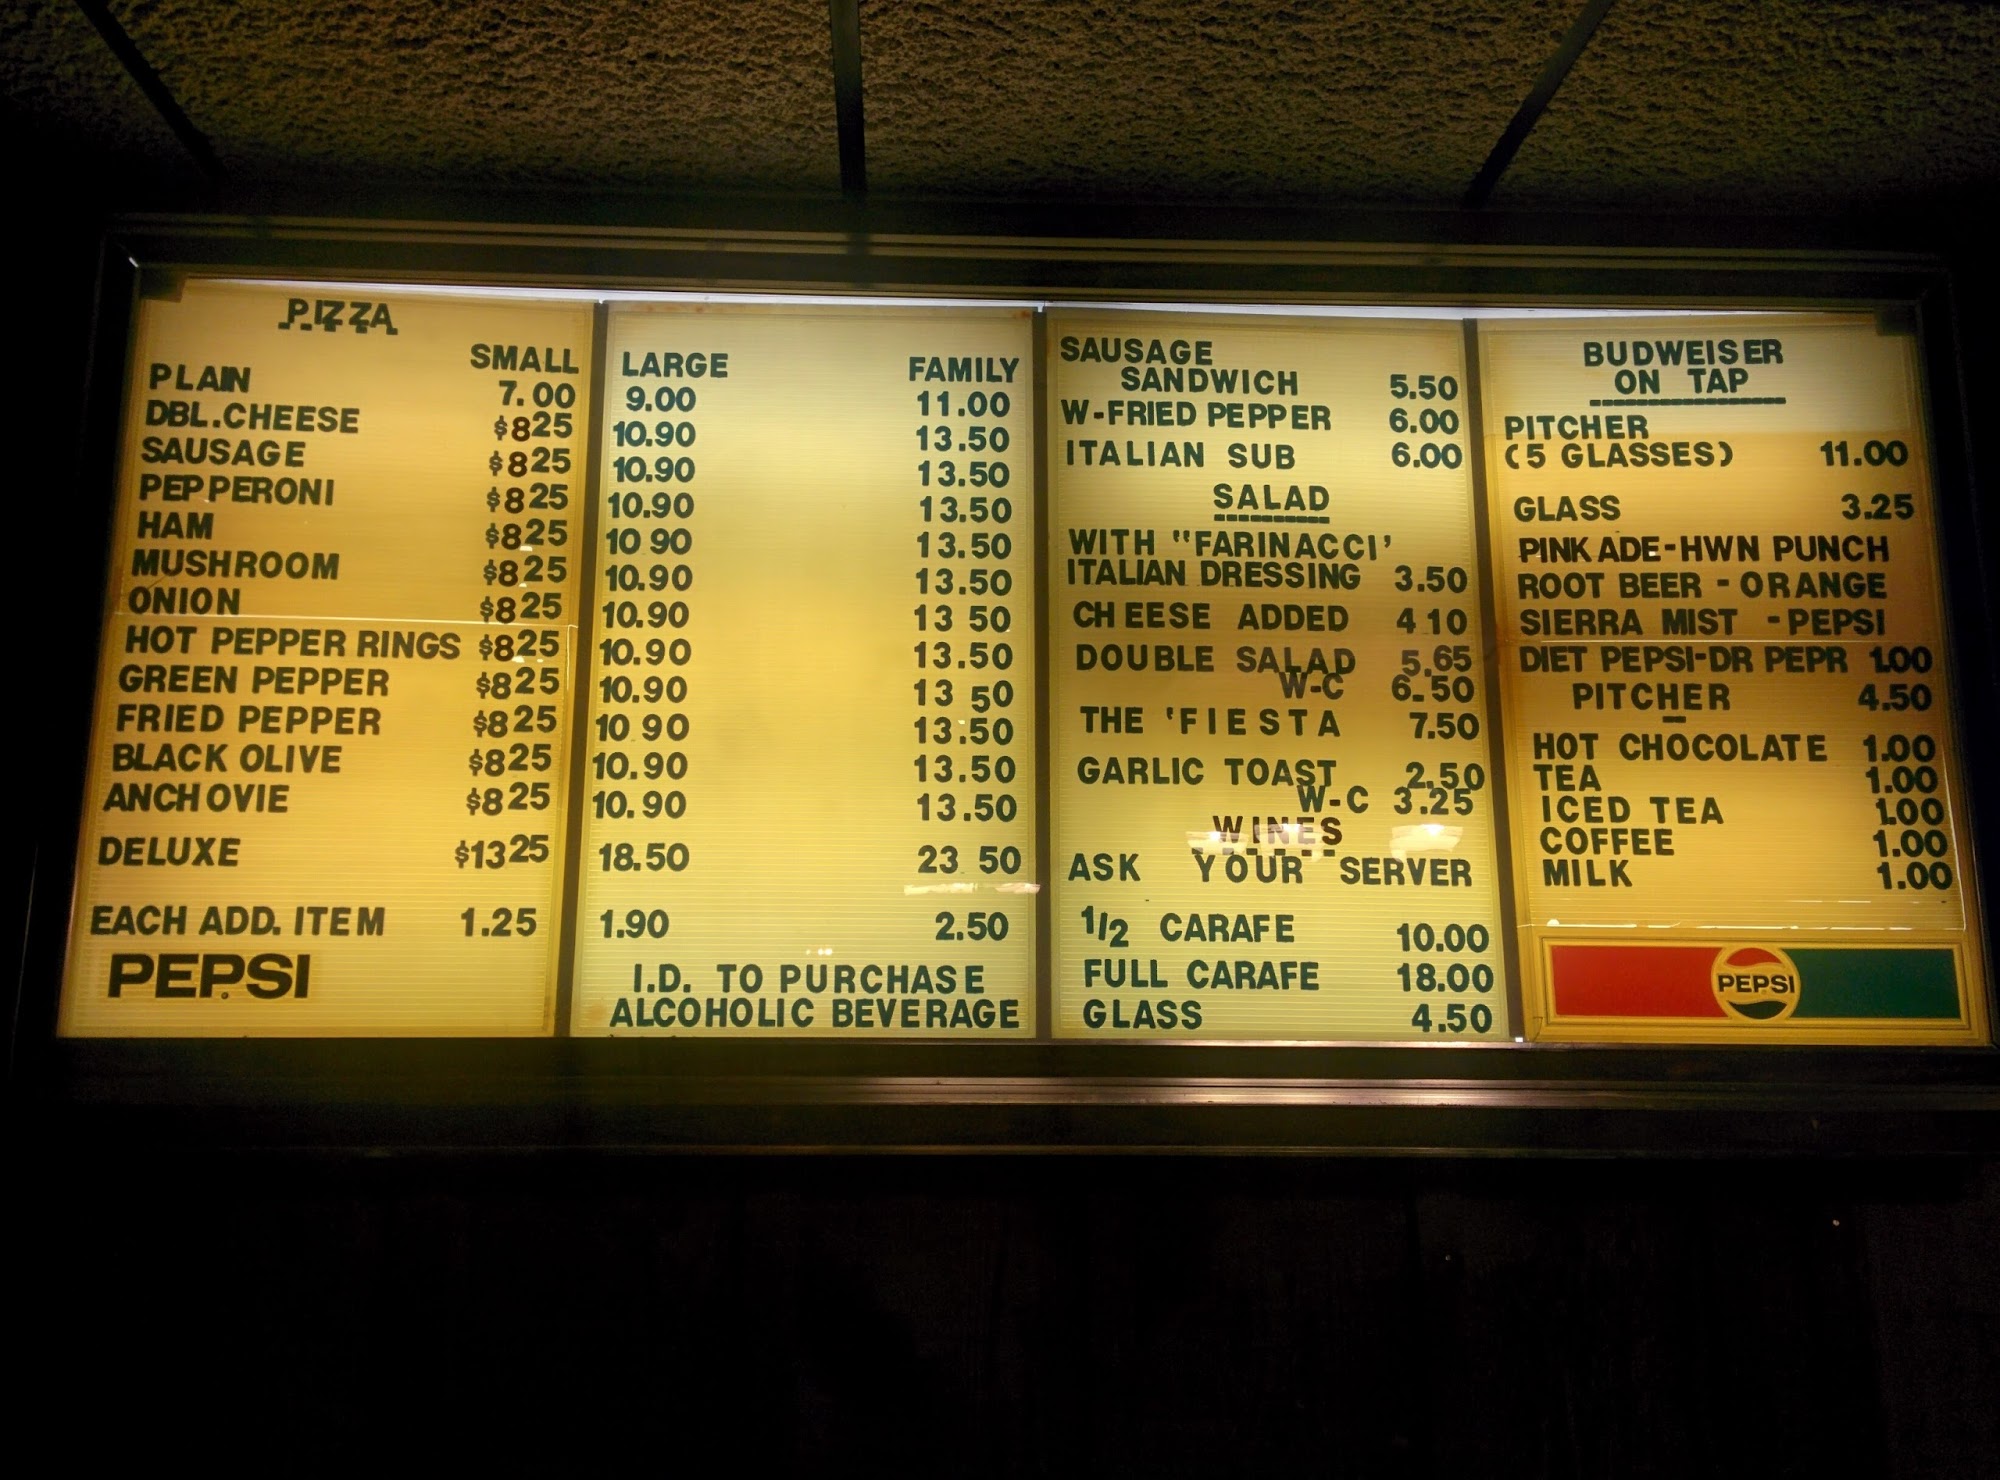 PIZZA
SMALL LARGE FAMILY
PLAIN 7.00 9.00 11.00
DBL.CHEESE $825 10.90 13.50
SAUSAGE $825 10.90 13.50
PEPPERONI $825 10.90 13.50
HAM $825 10 90 13.50
MUSHROOM $825 10.90 13.50
ONION $825 10.90 13 50
HOT PEPPER RINGS $825 10.90 13.50
GREEN PEPPER $825 10.90 13 50
FRIED PEPPER $825 10 90 13.50
BLACK OLIVE $825 10.90 13.50
ANCHOVIE $825 10.90 13.50
DELUXE $1325 18.50 23 50
EACH ADD. ITEM 1.25 1.90 2.50
PEPSI
I.D. TO PURCHASE
ALCOHOLIC BEVERAGE
SAUSAGE
SANDWICH 5.50
W-FRIED PEPPER 6.00
ITALIAN SUB 6.00
SALAD
WITH "FARINACCI'
ITALIAN DRESSING 3.50
CHEESE ADDED 4 10
DOUBLE SALAD 5.65
W-C 6.50
THE 'FIESTA 7.50
GARLIC TOAST 2.50
W-C 3.25
WINES
ASK YOUR SERVER
1/2 CARAFE 10.00
FULL CARAFE 18.00
GLASS 4.50
BUDWEISER
ON TAP
PITCHER
(5 GLASSES) 11.00
GLASS 3.25
PINK ADE-HWN PUNCH
ROOT BEER - ORANGE
SIERRA MIST - PEPSI
DIET PEPSI-DR PEPR 1.00
PITCHER 4.50
HOT CHOCOLATE 1.00
TEA 1.00
ICED TEA 1.00
COFFEE 1.00
MILK 1.00
PEPSI